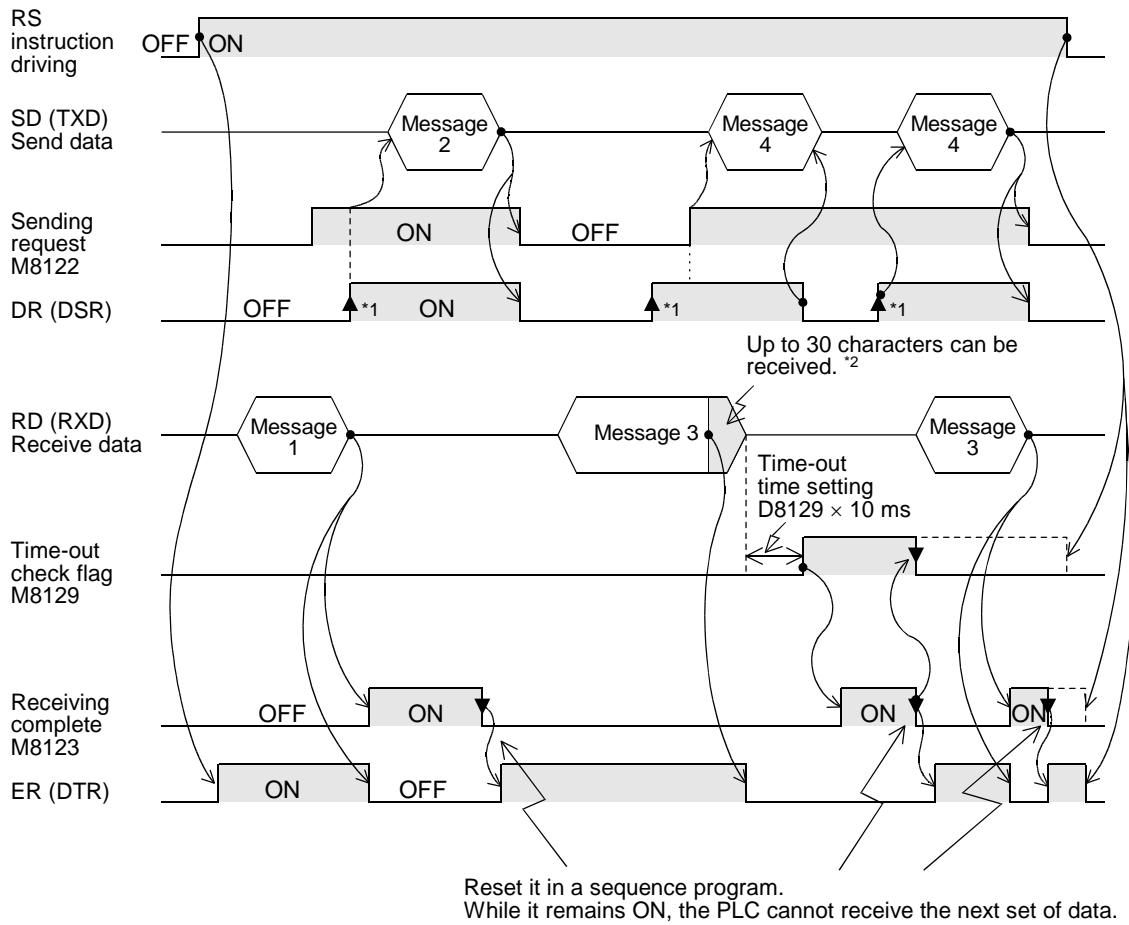 RS
instruction
driving
OFF
ON
SD (TXD)
Send data
Message
2
Message
4
Message
4
Sending
request
M8122
ON
OFF
DR (DSR)
OFF
*1
ON
*1
*1
Up to 30 characters can be
received. *2
RD (RXD)
Receive data
Message
1
Message 3
Message
3
Time-out
time setting
D8129 × 10 ms
Time-out
check flag
M8129
Receiving
complete
M8123
OFF
ON
ON
ON
ER (DTR)
ON
OFF
Reset it in a sequence program.
While it remains ON, the PLC cannot receive the next set of data.